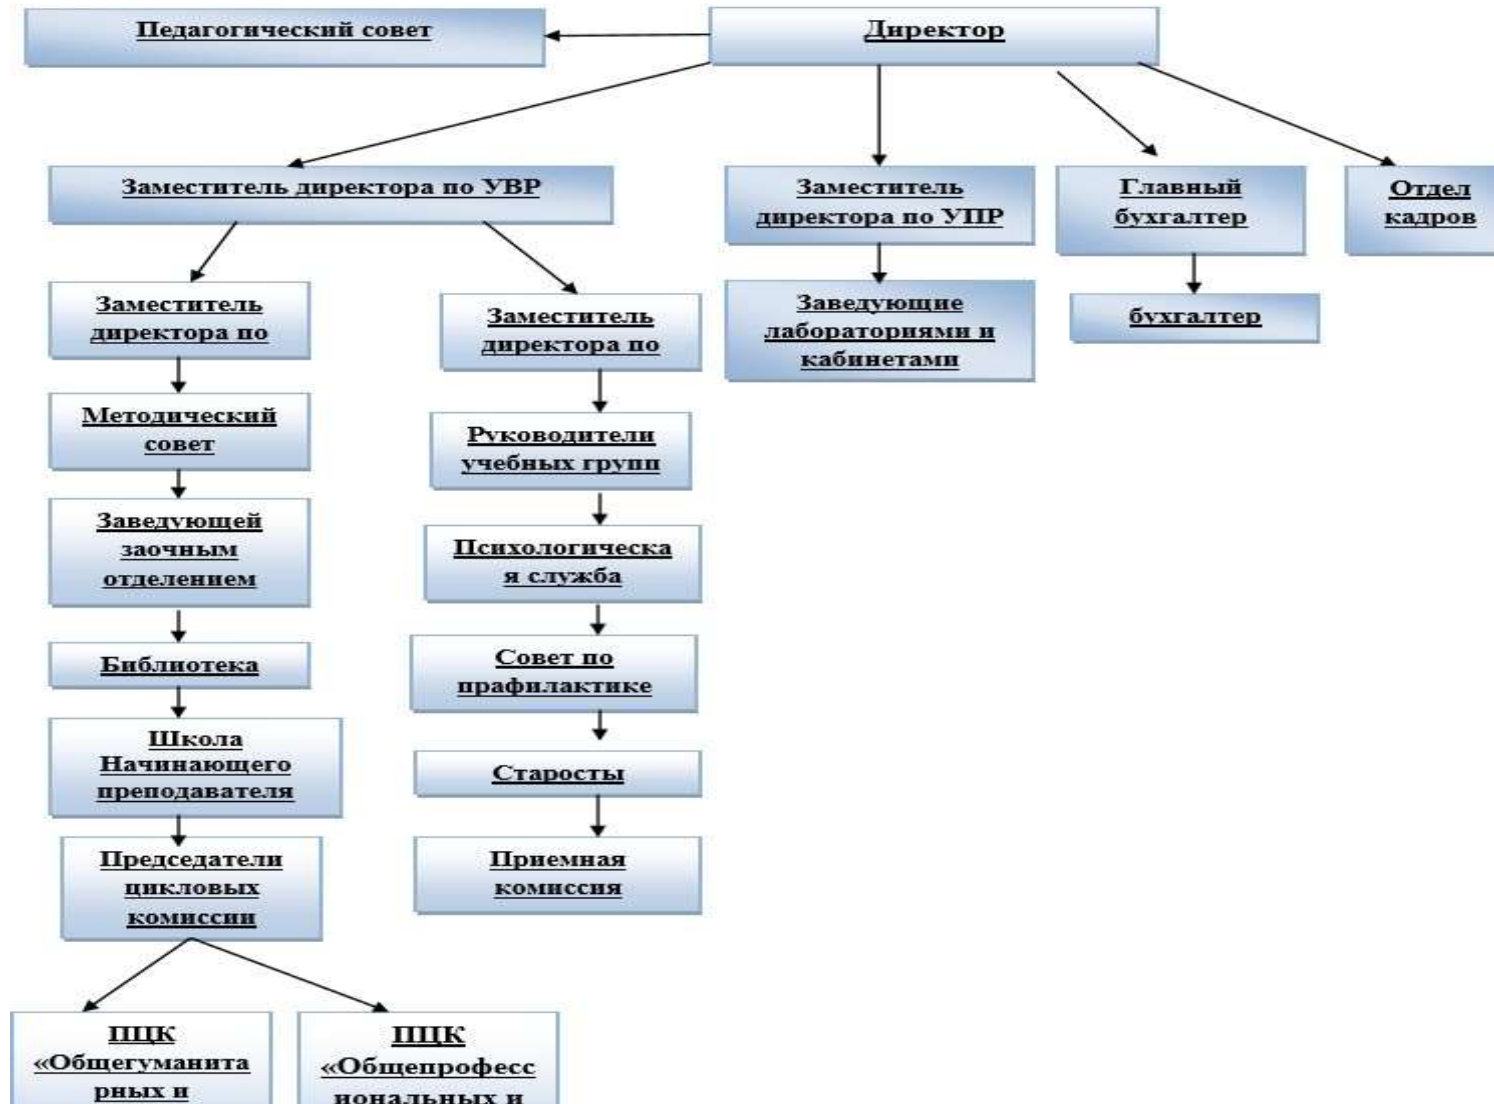 Педагогический совет
Директор
Заместитель директора по УВР
Заместитель
директора по УПР
Главный
бухгалтер
Отдел
кадров
Заместитель
директора по
Заместитель
директора по
Заведующие
лабораториями и
кабинетами
бухгалтер
Методический
совет
Руководители
учебных групп
Заведующей
заочным
отделением
Психологическа
я служба
Библиотека
Совет по
прафилактике
Школа
Начинающего
преподавателя
Старосты
Председатели
цикловых
комиссии
Приемная
комиссия
ПЦК
«Общегуманита
рных и
ПЦК
«Общепрофесс
иональных и